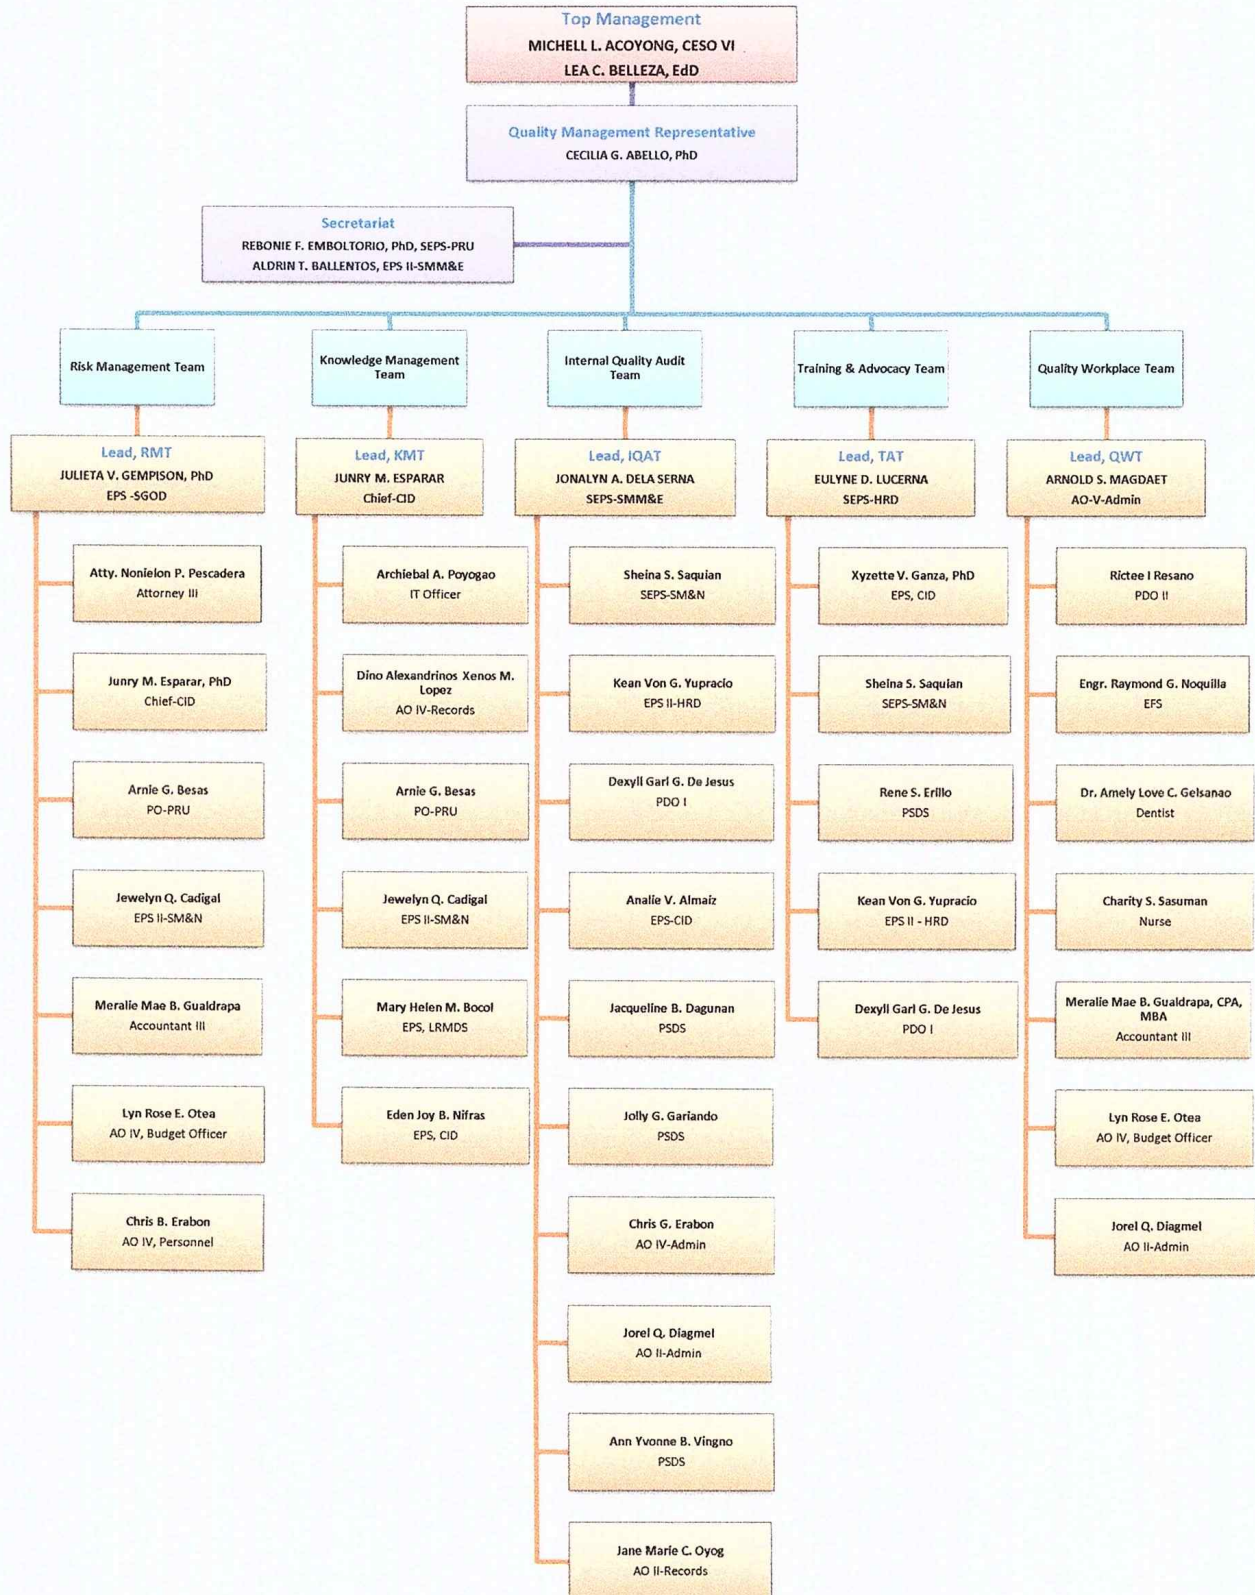 Top Management
MICHELL L. ACOYONG, CESO VI
LEA C. BELLEZA, EdD
Quality Management Representative
CECILIA G. ABELLO, PhD
Secretariat
REBONIE F. EMBOLTORIO, PhD, SEPS-PRU
ALDRIN T. BALLENTOS, EPS II-SMM&E
Risk Management Team
Lead, RMT
JULIETA V. GEMPISON, PhD
EPS -SGOD
Atty. Nonielon P. Pescadera
Attorney III
Junry M. Esparar, PhD
Chief-CID
Arnie G. Besas
PO-PRU
Jewelyn Q. Cadigal
EPS II-SM&N
Meralie Mae B. Gualdrapa
Accountant III
Lyn Rose E. Otea
AO IV, Budget Officer
Chris B. Erabon
AO IV, Personnel
Knowledge Management
Team
Lead, KMT
JUNRY M. ESPARAR
Chief-CID
Archiebal A. Poyogao
IT Officer
Dino Alexandrinos Xenos M.
Lopez
AO IV-Records
Arnie G. Besas
PO-PRU
Jewelyn Q. Cadigal
EPS II-SM&N
Mary Helen M. Bocol
EPS, LRMDS
Eden Joy B. Nifras
EPS, CID
Internal Quality Audit
Team
Lead, IQAT
JONALYN A. DELA SERNA
SEPS-SMM&E
Sheina S. Saquian
SEPS-SM&N
Kean Von G. Yupracio
EPS II-HRD
Dexyll Garl G. De Jesus
PDO I
Analie V. Almaiz
EPS-CID
Jacqueline B. Dagunan
PSDS
Jolly G. Gariando
PSDS
Chris G. Erabon
AO IV-Admin
Jorel Q. Diagmel
AO II-Admin
Ann Yvonne B. Vingno
PSDS
Jane Marie C. Oyog
AO II-Records
Training & Advocacy Team
Lead, TAT
EULYNE D. LUCERNA
SEPS-HRD
Xyzette V. Ganza, PhD
EPS, CID
Sheina S. Saquian
SEPS-SM&N
Rene S. Erillo
PSDS
Kean Von G. Yupracio
EPS II - HRD
Dexyll Garl G. De Jesus
PDO I
Quality Workplace Team
Lead, QWT
ARNOLD S. MAGDAET
AO-V-Admin
Rictee I Resano
PDO II
Engr. Raymond G. Noquilla
EFS
Dr. Amely Love C. Gelsanao
Dentist
Charity S. Sasuman
Nurse
Meralie Mae B. Gualdrapa, CPA,
MBA
Accountant III
Lyn Rose E. Otea
AO IV, Budget Officer
Jorel Q. Diagmel
AO II-Admin